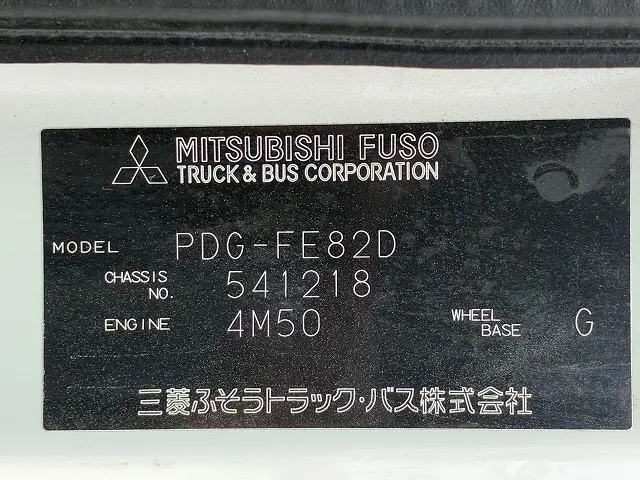 MITSUBISHI FUSO
TRUCK & BUS CORPORATION
MODEL PDG-FE82D
CHASSIS NO. 541218
ENGINE 4M50 WHEEL BASE G
三菱ふそうトラック・バス株式会社